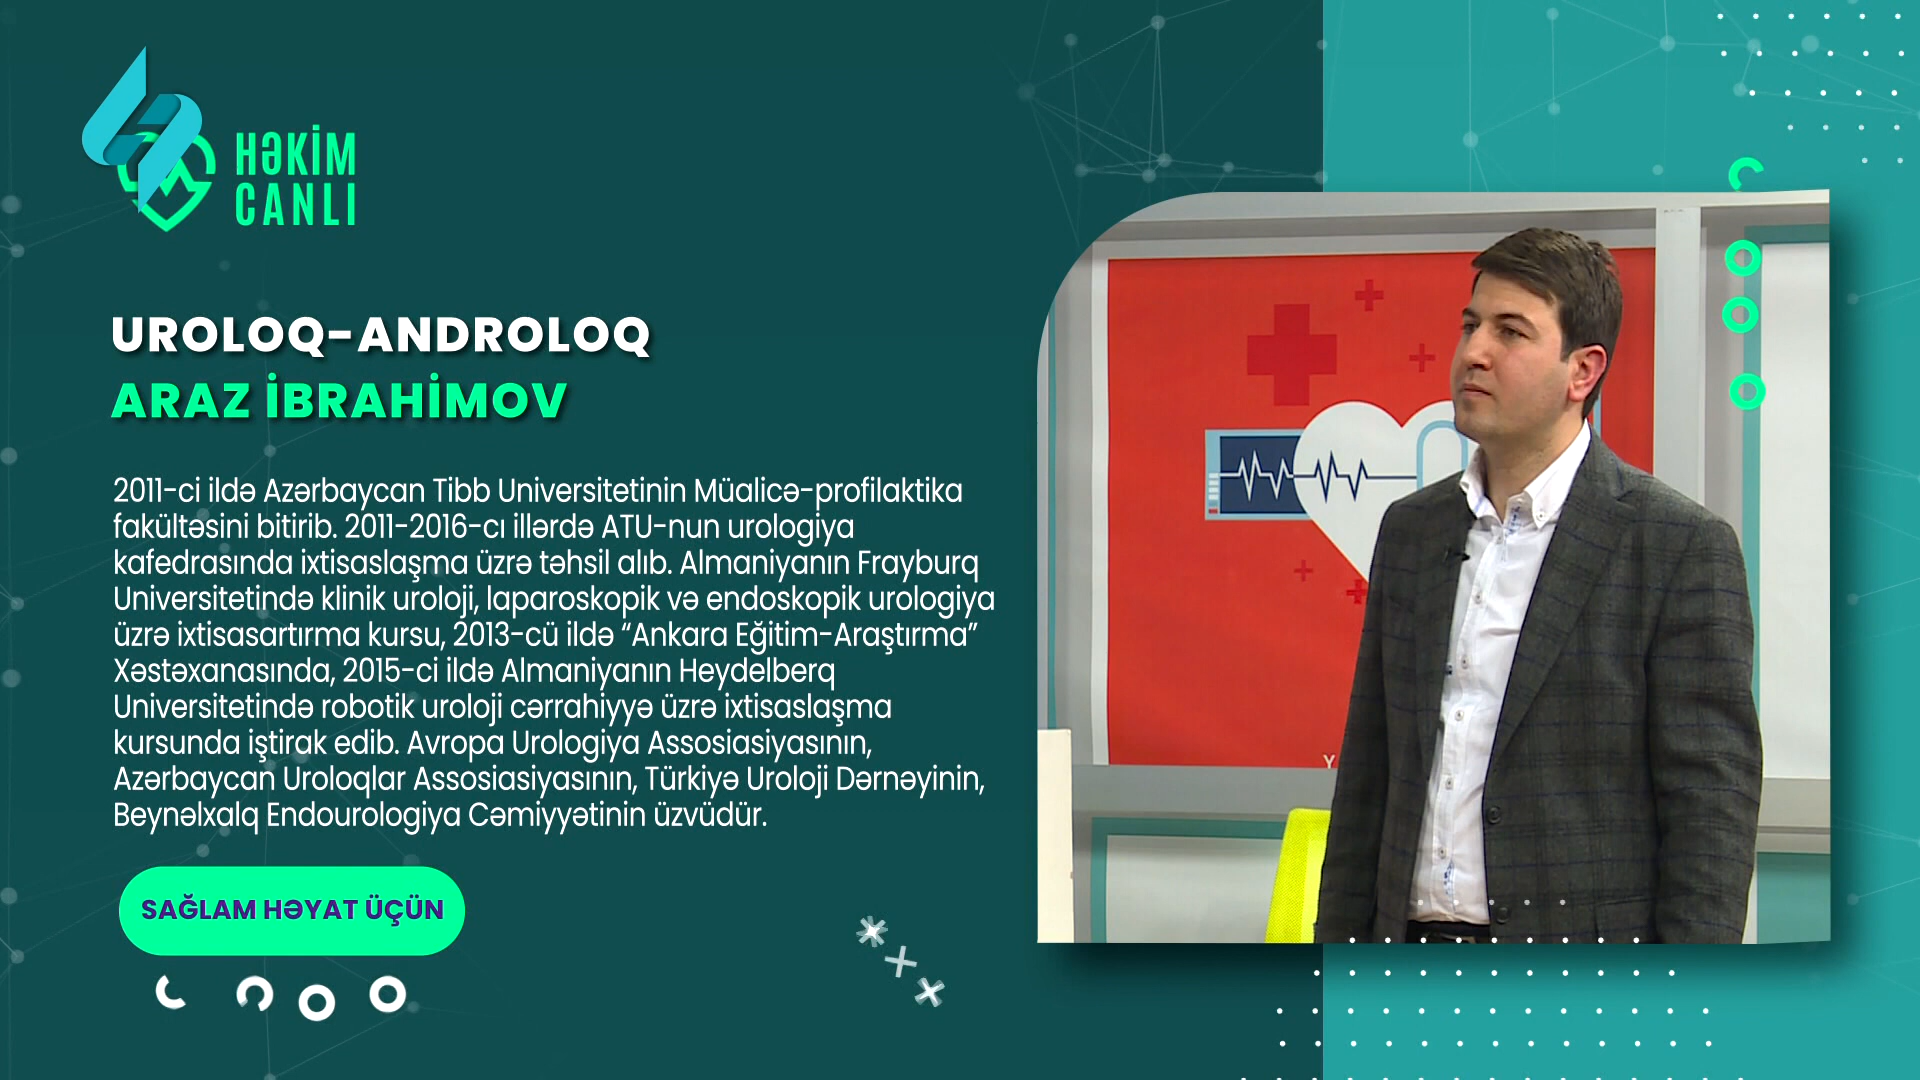 HƏKİM
CANLI
UROLOQ-ANDROLOQ
ARAZ İBRAHİMOV
2011-ci ildə Azərbaycan Tibb Universitetinin Müalicə-profilaktika
fakültəsini bitirib. 2011-2016-cı illərdə ATU-nun urologiya
kafedrasında ixtisaslaşma üzrə təhsil alıb. Almaniyanın Frayburq
Universitetində klinik uroloji, laparoskopik və endoskopik urologiya
üzrə ixtisasartırma kursu, 2013-cü ildə “Ankara Eğitim-Araştırma”
Xəstəxanasında, 2015-ci ildə Almaniyanın Heydelberq
Universitetində robotik uroloji cərrahiyyə üzrə ixtisaslaşma
kursunda iştirak edib. Avropa Urologiya Assosiasiyasının,
Azərbaycan Uroloqlar Assosiasiyasının, Türkiyə Uroloji Dərnəyinin,
Beynəlxalq Endourologiya Cəmiyyətinin üzvüdür.
SAĞLAM HƏYAT ÜÇÜN